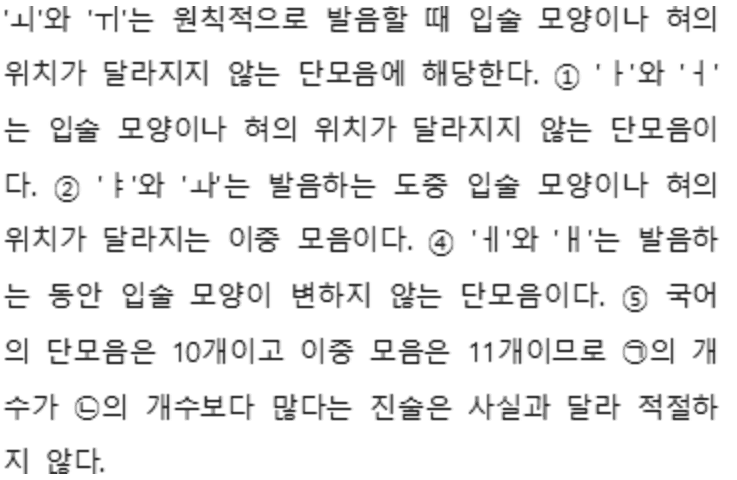 'ㅚ'와 'ㅟ'는 원칙적으로 발음할 때 입술 모양이나 혀의
위치가 달라지지 않는 단모음에 해당한다. ① 'ㅏ'와 'ㅓ'
는 입술 모양이나 혀의 위치가 달라지지 않는 단모음이
다. ② 'ㅑ'와 'ㅘ'는 발음하는 도중 입술 모양이나 혀의
위치가 달라지는 이중 모음이다. ④ 'ㅔ'와 'ㅐ'는 발음하
는 동안 입술 모양이 변하지 않는 단모음이다. ⑤ 국어
의 단모음은 10개이고 이중 모음은 11개이므로 ㉠의 개
수가 ㉡의 개수보다 많다는 진술은 사실과 달라 적절하
지 않다.